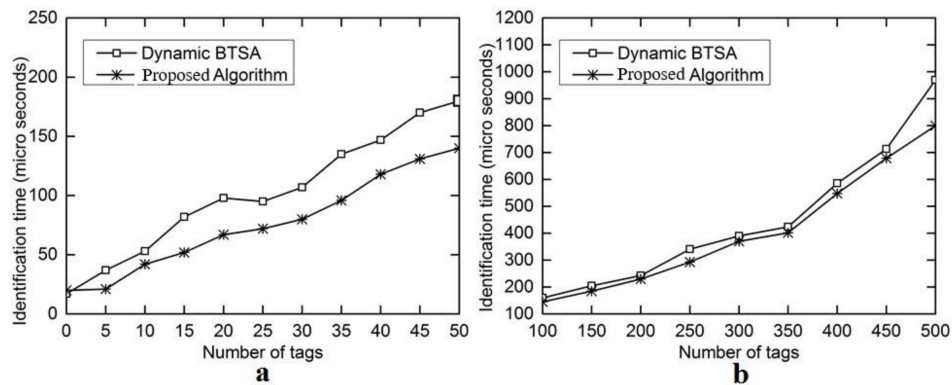 250
200
150
100
50
0
Identification time (micro seconds)
Dynamic BTSA
Proposed Algorithm
0 5 10 15 20 25 30 35 40 45 50
Number of tags
a
1200
1100
1000
900
800
700
600
500
400
300
200
100
Identification time (micro seconds)
Dynamic BTSA
Proposed Algorithm
100 150 200 250 300 350 400 450 500
Number of tags
b